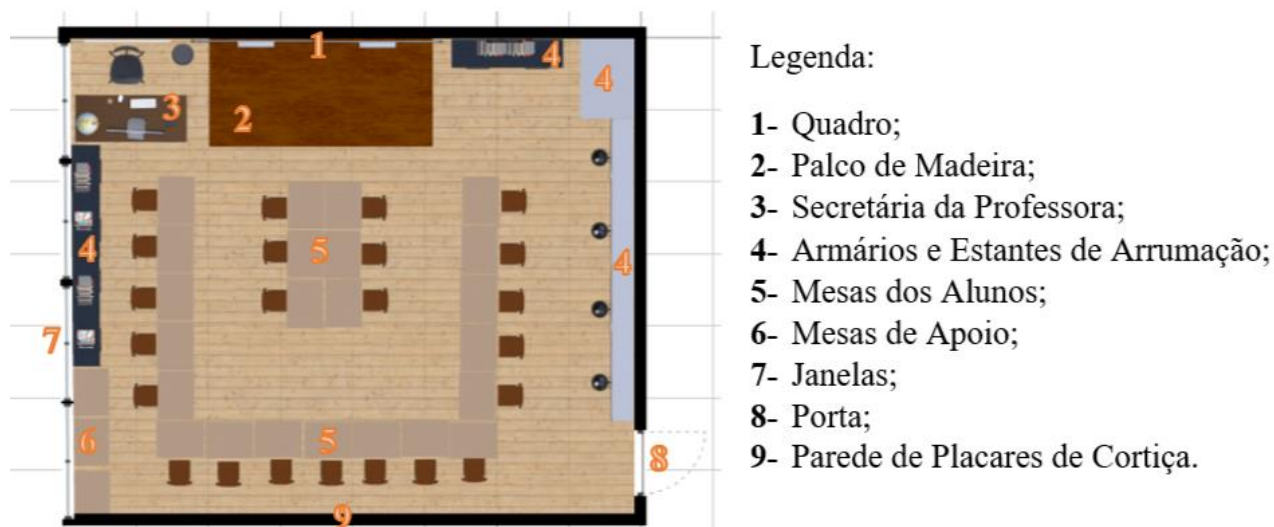 1
4
4
3
2
5
4
4
7
6
5
8
9
Legenda:
1- Quadro;
2- Palco de Madeira;
3- Secretária da Professora;
4- Armários e Estantes de Arrumação;
5- Mesas dos Alunos;
6- Mesas de Apoio;
7- Janelas;
8- Porta;
9- Parede de Placares de Cortiça.